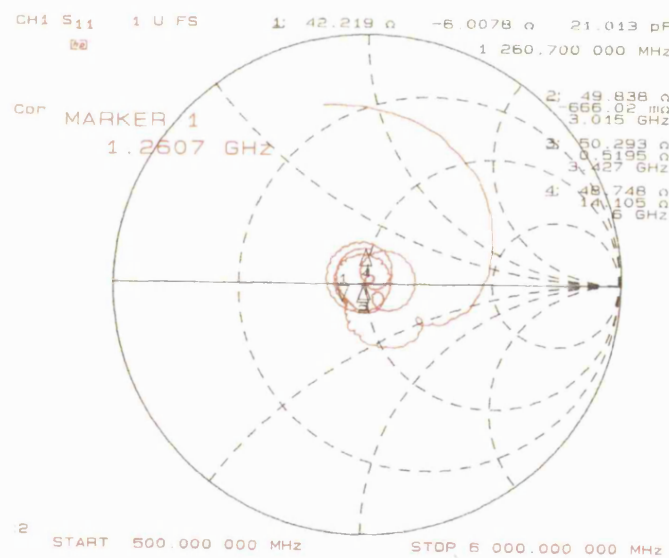 CH1 S11 1 U FS 1: 42.219 Ω -6.0078 Ω 21.013 pF
1 260.700 000 MHz
Cor MARKER 1
1.2607 GHz
2: 49.838 Ω
-666.02 mΩ
3.015 GHz
3: 50.293 Ω
0.5195 Ω
3.427 GHz
4: 48.748 Ω
14.105 Ω
6 GHz
1
2
START 500.000 000 MHz STOP 6 000.000 000 MHz